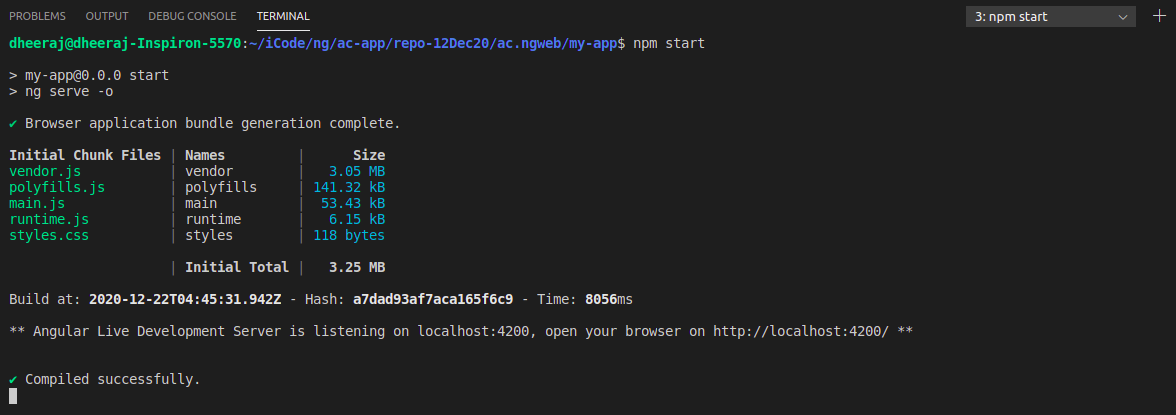 PROBLEMS OUTPUT DEBUG CONSOLE TERMINAL 3: npm start
dheeraj@dheeraj-Inspiron-5570:~/iCode/ng/ac-app/repo-12Dec20/ac.ngweb/my-app$ npm start
> my-app@0.0.0 start
> ng serve -o
✔ Browser application bundle generation complete.
Initial Chunk Files | Names | Size
vendor.js | vendor | 3.05 MB
polyfills.js | polyfills | 141.32 kB
main.js | main | 53.43 kB
runtime.js | runtime | 6.15 kB
styles.css | styles | 118 bytes
| Initial Total | 3.25 MB
Build at: 2020-12-22T04:45:31.942Z - Hash: a7dad93af7aca165f6c9 - Time: 8056ms
** Angular Live Development Server is listening on localhost:4200, open your browser on http://localhost:4200/ **
✔ Compiled successfully.